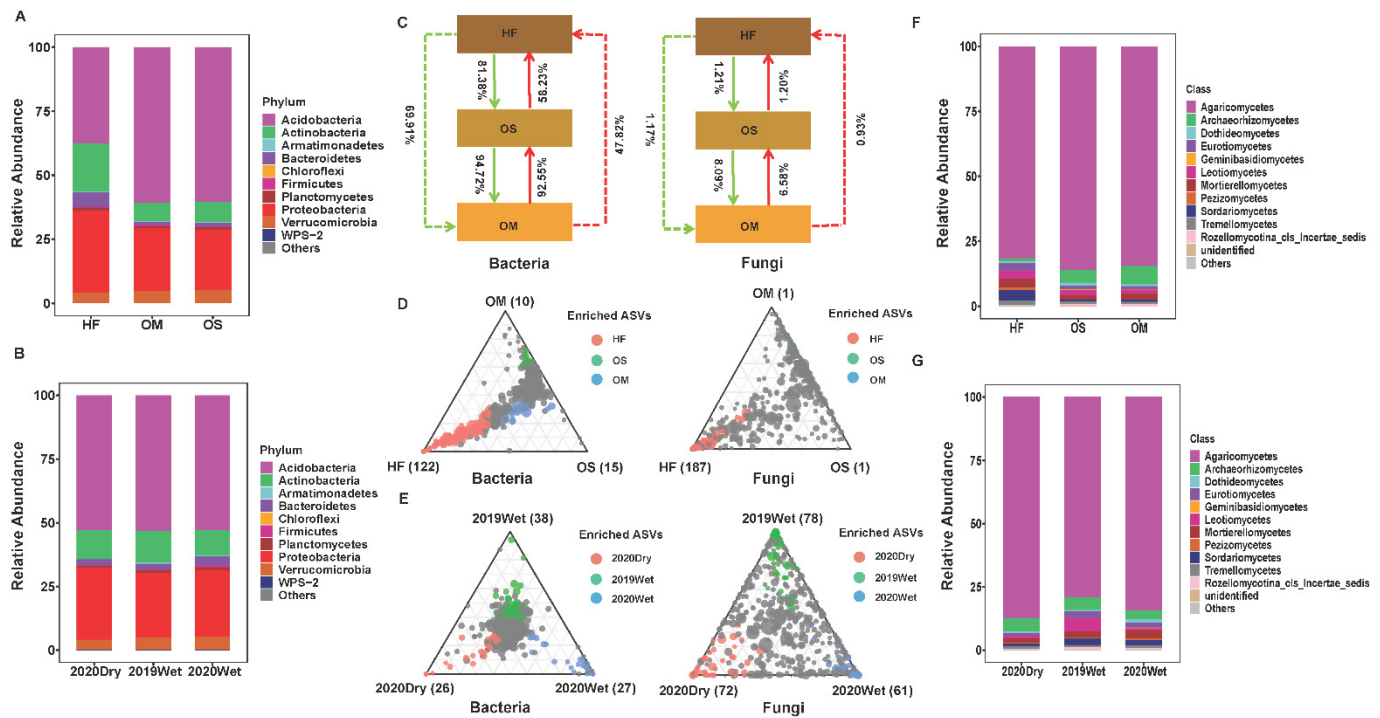 A
Relative Abundance
100
75
50
25
0
HF
OM
OS
Phylum
Acidobacteria
Actinobacteria
Armatimonadetes
Bacteroidetes
Chloroflexi
Firmicutes
Planctomycetes
Proteobacteria
Verrucomicrobia
WPS-2
Others
B
Relative Abundance
100
75
50
25
0
2020Dry
2019Wet
2020Wet
Phylum
Acidobacteria
Actinobacteria
Armatimonadetes
Bacteroidetes
Chloroflexi
Firmicutes
Planctomycetes
Proteobacteria
Verrucomicrobia
WPS-2
Others
C
HF
81.38%
58.23%
OS
94.72%
92.55%
OM
69.91%
47.82%
Bacteria
HF
1.21%
1.20%
OS
8.09%
6.58%
OM
1.17%
0.93%
Fungi
D
OM (10)
HF (122)
OS (15)
Bacteria
Enriched ASVs
HF
OS
OM
OM (1)
HF (187)
OS (1)
Fungi
Enriched ASVs
HF
OS
OM
E
2019Wet (38)
2020Dry (26)
2020Wet (27)
Bacteria
Enriched ASVs
2020Dry
2019Wet
2020Wet
2019Wet (78)
2020Dry (72)
2020Wet (61)
Fungi
Enriched ASVs
2020Dry
2019Wet
2020Wet
F
Relative Abundance
100
75
50
25
0
HF
OS
OM
Class
Agaricomycetes
Archaeorhizomycetes
Dothideomycetes
Eurotiomycetes
Geminibasidiomycetes
Leotiomycetes
Mortierellomycetes
Pezizomycetes
Sordariomycetes
Tremellomycetes
Rozellomycotina_cls_Incertae_sedis
unidentified
Others
G
Relative Abundance
100
75
50
25
0
2020Dry
2019Wet
2020Wet
Class
Agaricomycetes
Archaeorhizomycetes
Dothideomycetes
Eurotiomycetes
Geminibasidiomycetes
Leotiomycetes
Mortierellomycetes
Pezizomycetes
Sordariomycetes
Tremellomycetes
Rozellomycotina_cls_Incertae_sedis
unidentified
Others